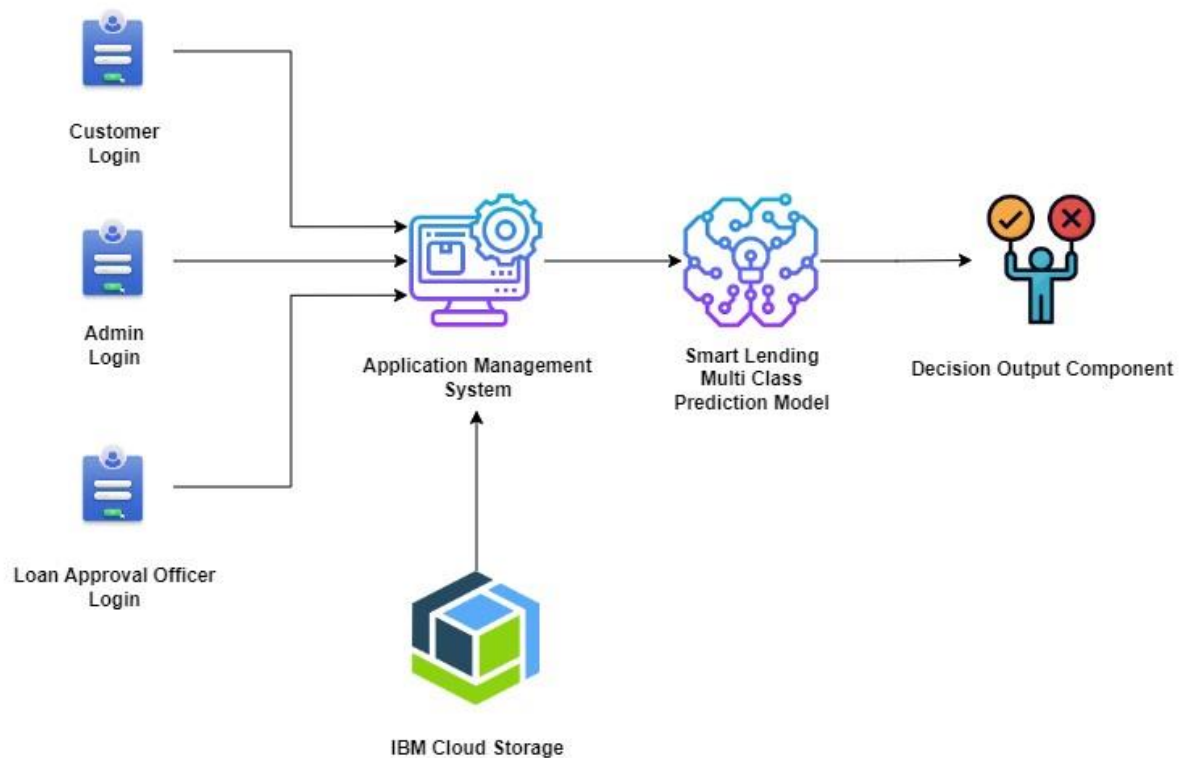 Customer
Login
Admin
Login
Loan Approval Officer
Login
Application Management
System
Smart Lending
Multi Class
Prediction Model
Decision Output Component
IBM Cloud Storage